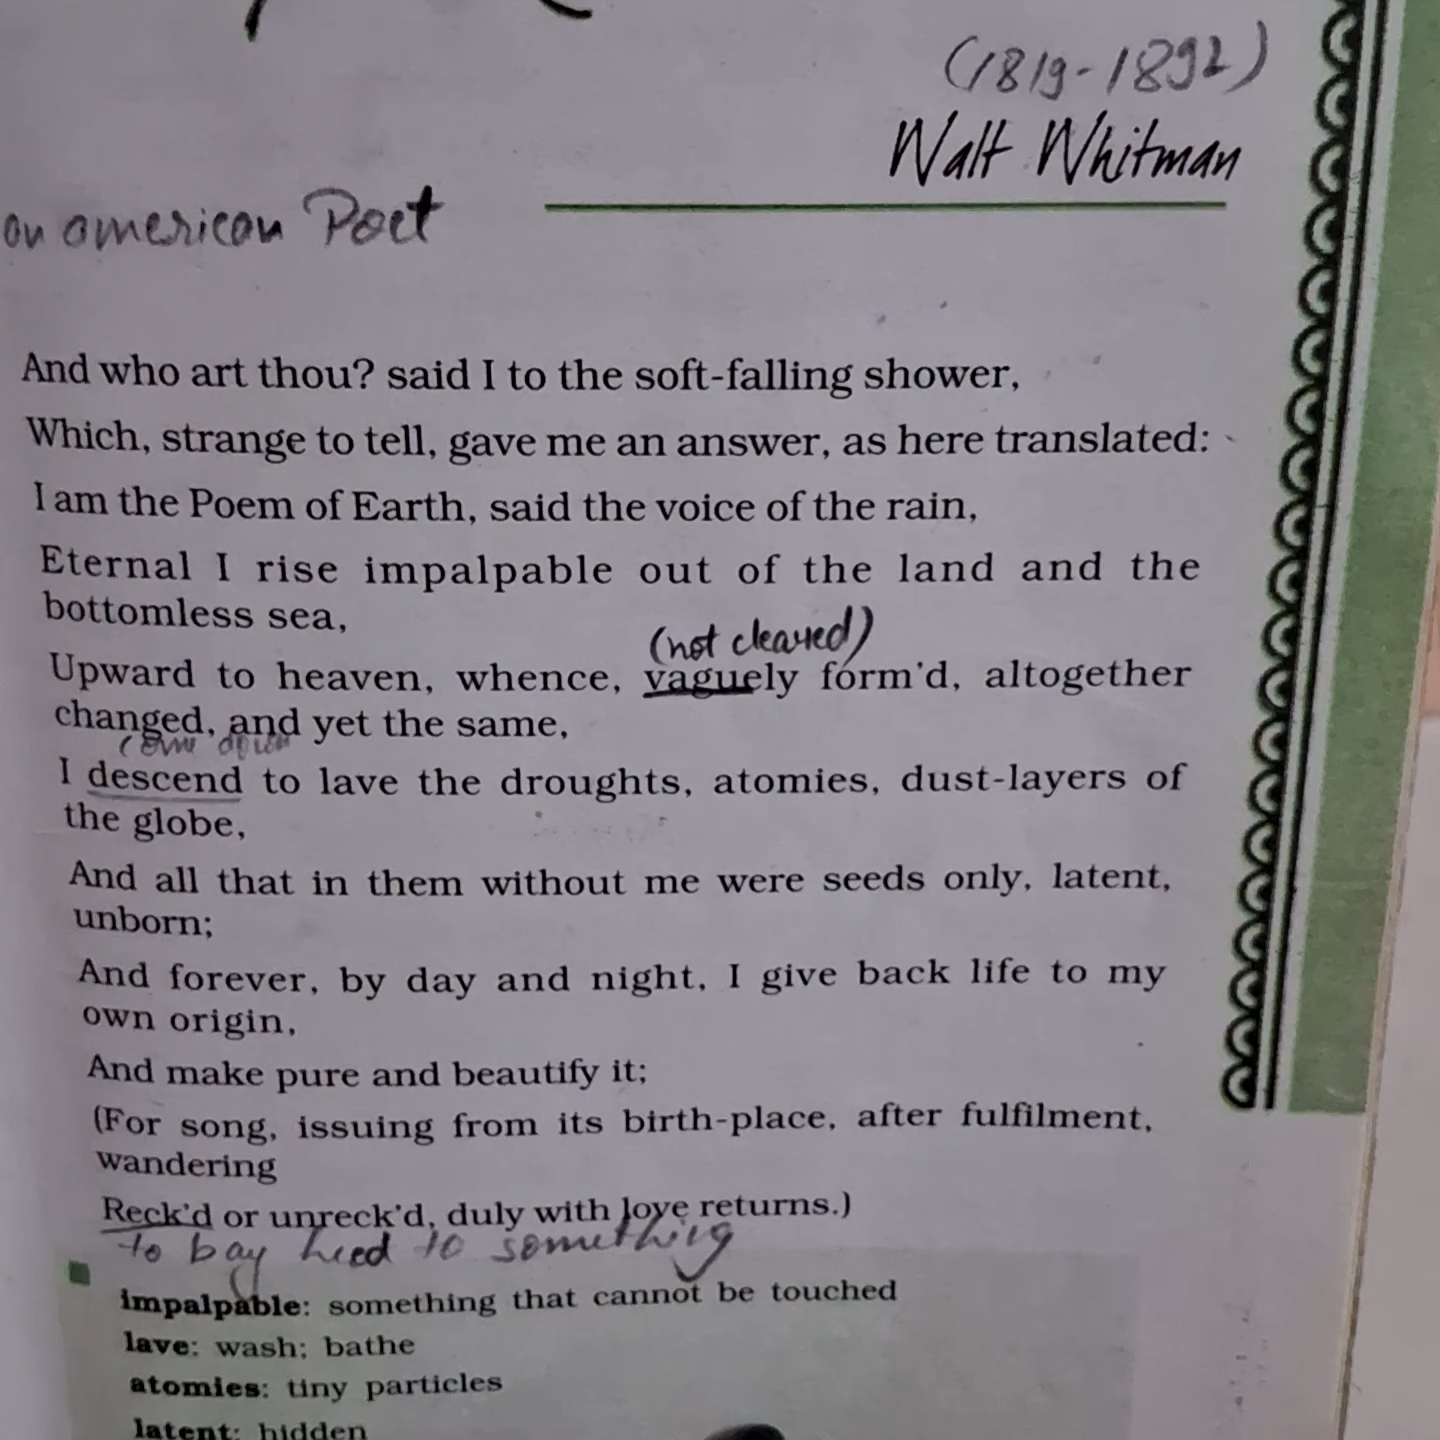 (1819-1892)
Walt Whitman
an american Poet
And who art thou? said I to the soft-falling shower,
Which, strange to tell, gave me an answer, as here translated:
I am the Poem of Earth, said the voice of the rain,
Eternal I rise impalpable out of the land and the
bottomless sea,
(not cleared)
Upward to heaven, whence, vaguely form'd, altogether
changed, and yet the same,
(come down
I descend to lave the droughts, atomies, dust-layers of
the globe,
And all that in them without me were seeds only, latent,
unborn;
And forever, by day and night, I give back life to my
own origin,
And make pure and beautify it;
(For song, issuing from its birth-place, after fulfilment,
wandering
Reck'd or unreck'd, duly with love returns.)
to bay heed to something
impalpable: something that cannot be touched
lave: wash; bathe
atomies: tiny particles
latent: hidden